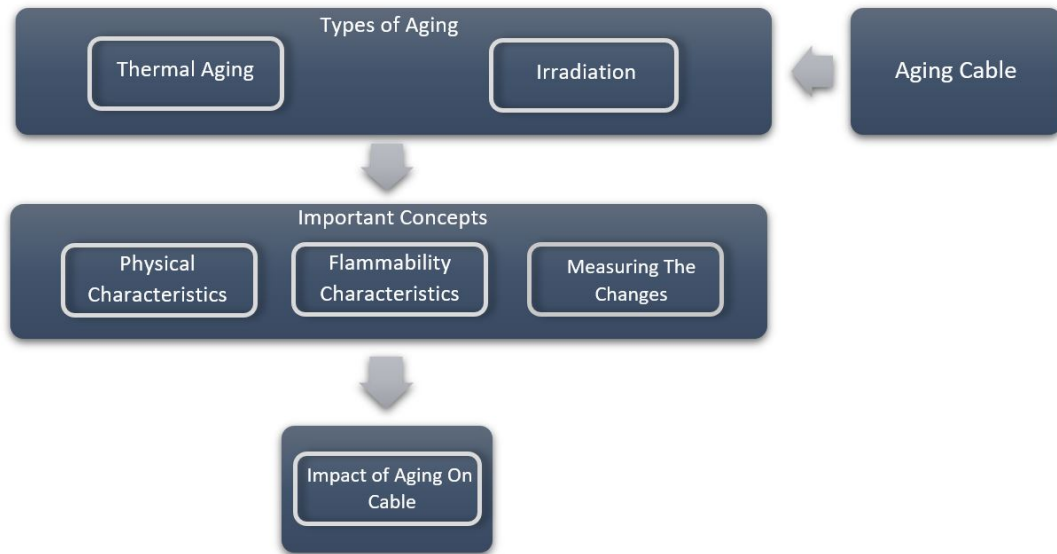 Types of Aging
Thermal Aging
Irradiation
Aging Cable
Important Concepts
Physical
Characteristics
Flammability
Characteristics
Measuring The
Changes
Impact of Aging On
Cable